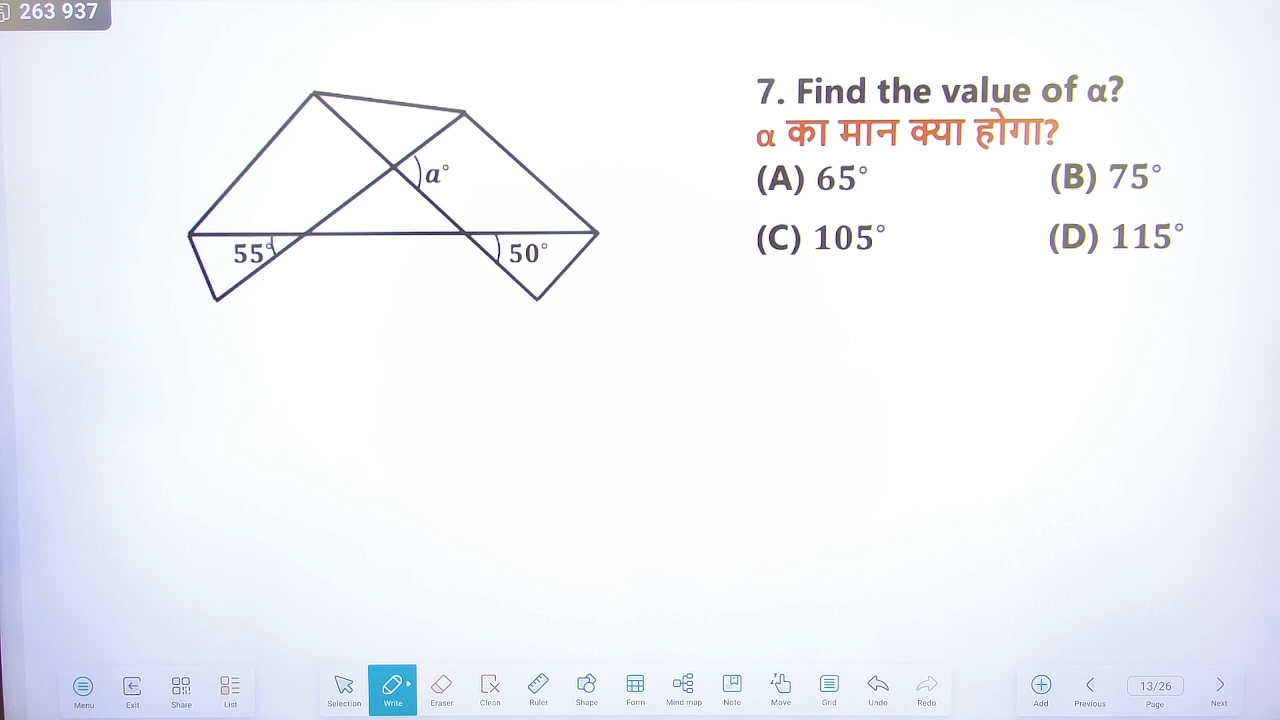 263 937
7. Find the value of α?
α का मान क्या होगा?
(A) 65° (B) 75°
(C) 105° (D) 115°
a°
55°
50°
Menu Exit Share List Selection Write Eraser Clean Ruler Shape Form Mind map Note Move Grid Undo Redo Add Previous 13/26 Page Next